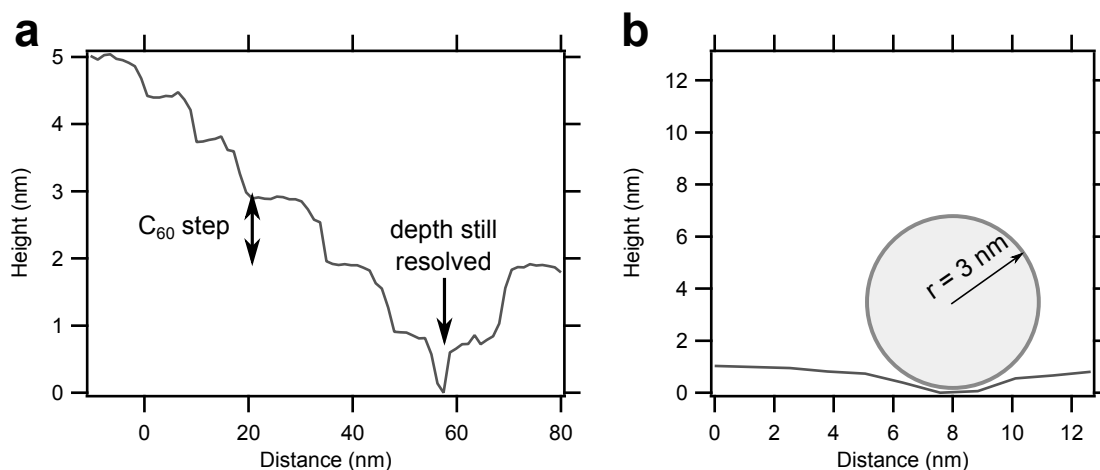 a
5
4
3
2
1
0
Height (nm)
C₆₀ step
depth still
resolved
0
20
40
60
80
Distance (nm)
b
12
10
8
6
4
2
0
Height (nm)
r = 3 nm
0
2
4
6
8
10
12
Distance (nm)